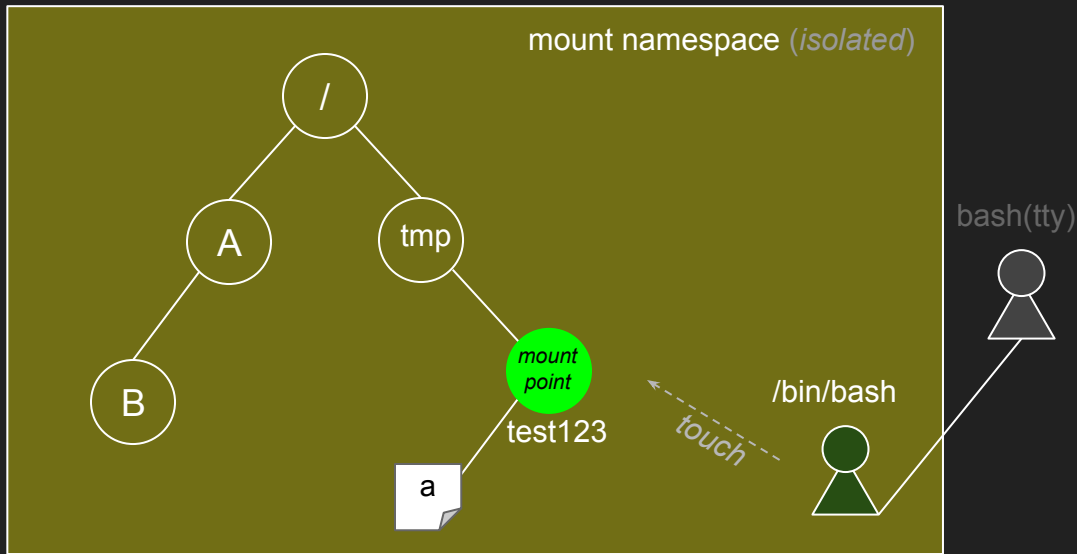 mount namespace (isolated)
/
A
tmp
bash(tty)
mount
point
B
/bin/bash
test123
touch
a